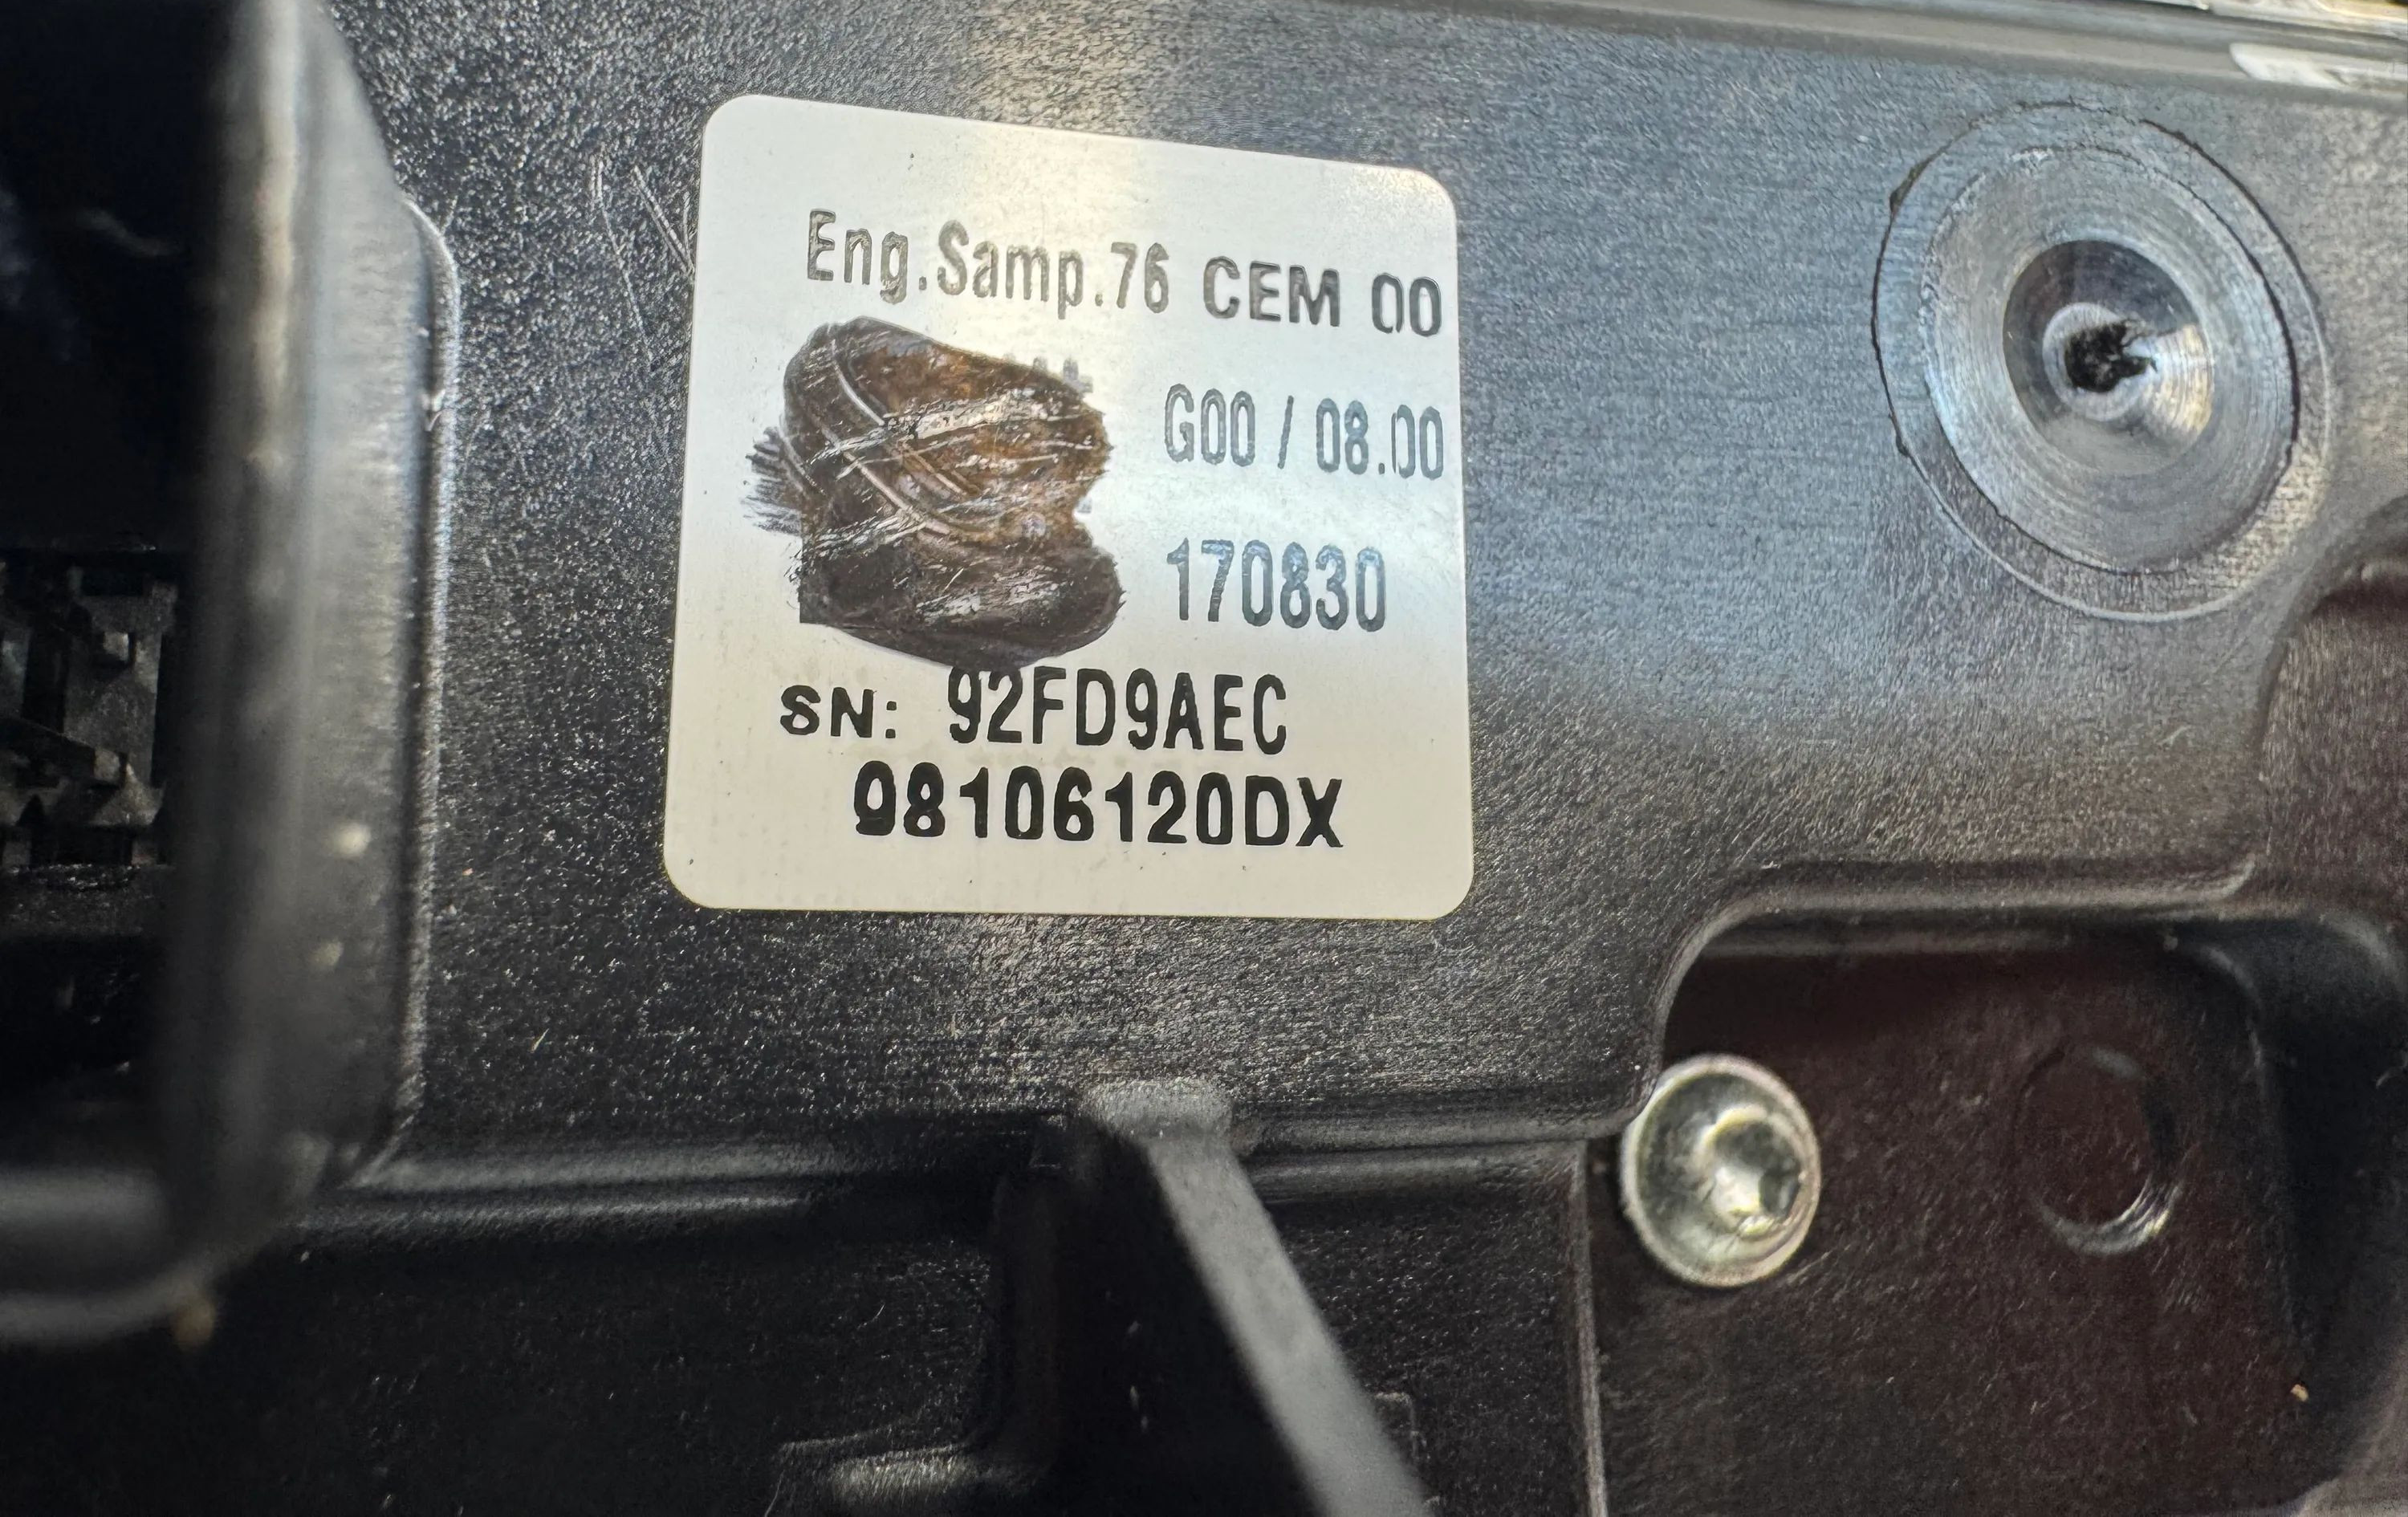 Eng.Samp.76 CEM 00
G00 / 08.00
170830
SN: 92FD9AEC
98106120DX